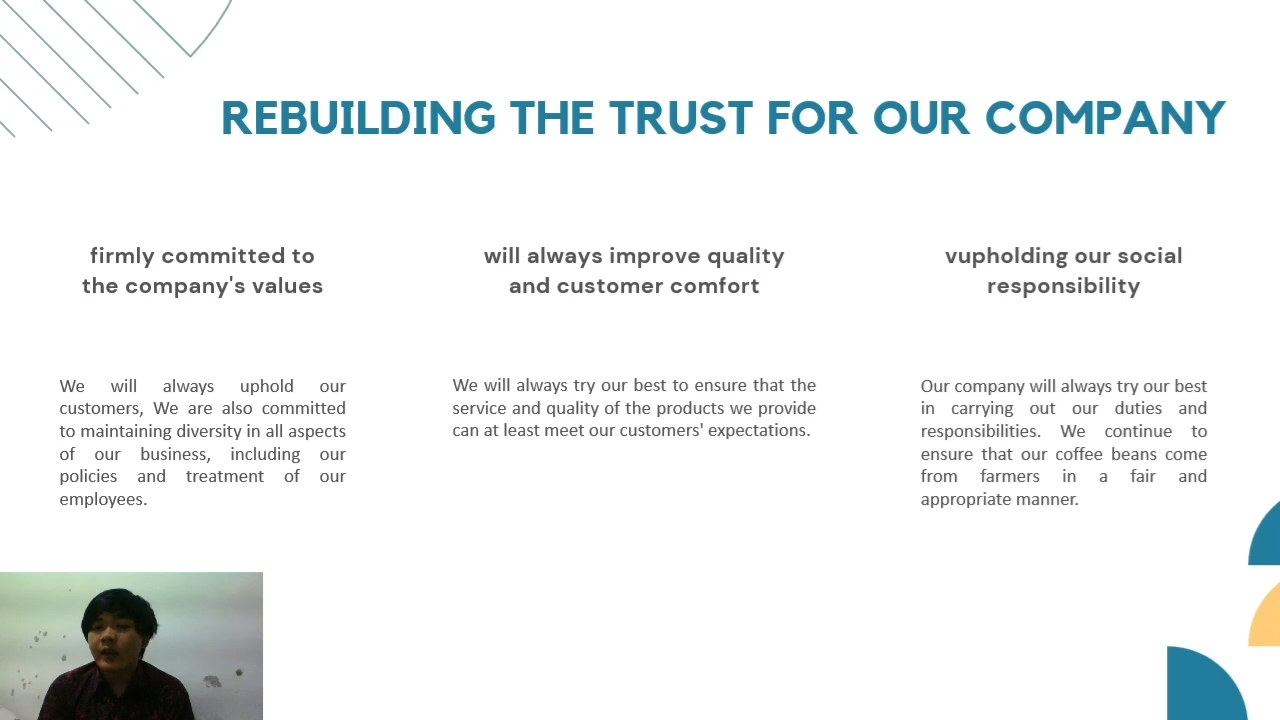 REBUILDING THE TRUST FOR OUR COMPANY
firmly committed to
the company's values
We will always uphold our
customers, We are also committed
to maintaining diversity in all aspects
of our business, including our
policies and treatment of our
employees.
will always improve quality
and customer comfort
We will always try our best to ensure that the
service and quality of the products we provide
can at least meet our customers' expectations.
vupholding our social
responsibility
Our company will always try our best
in carrying out our duties and
responsibilities. We continue to
ensure that our coffee beans come
from farmers in a fair and
appropriate manner.